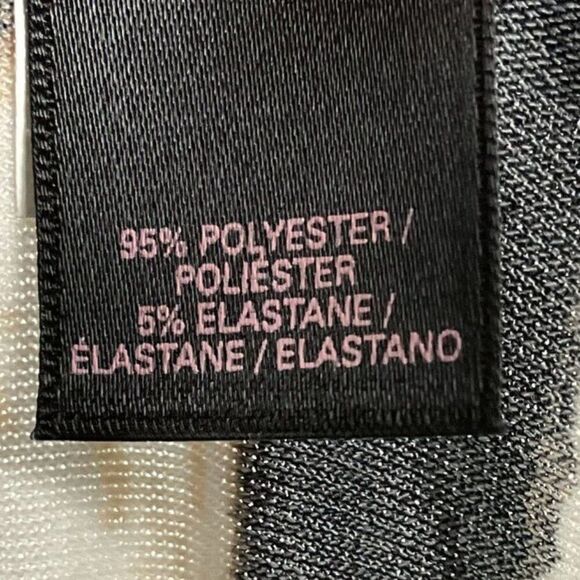 95% POLYESTER /
POLIÉSTER
5% ELASTANE /
ÉLASTANE / ELASTANO